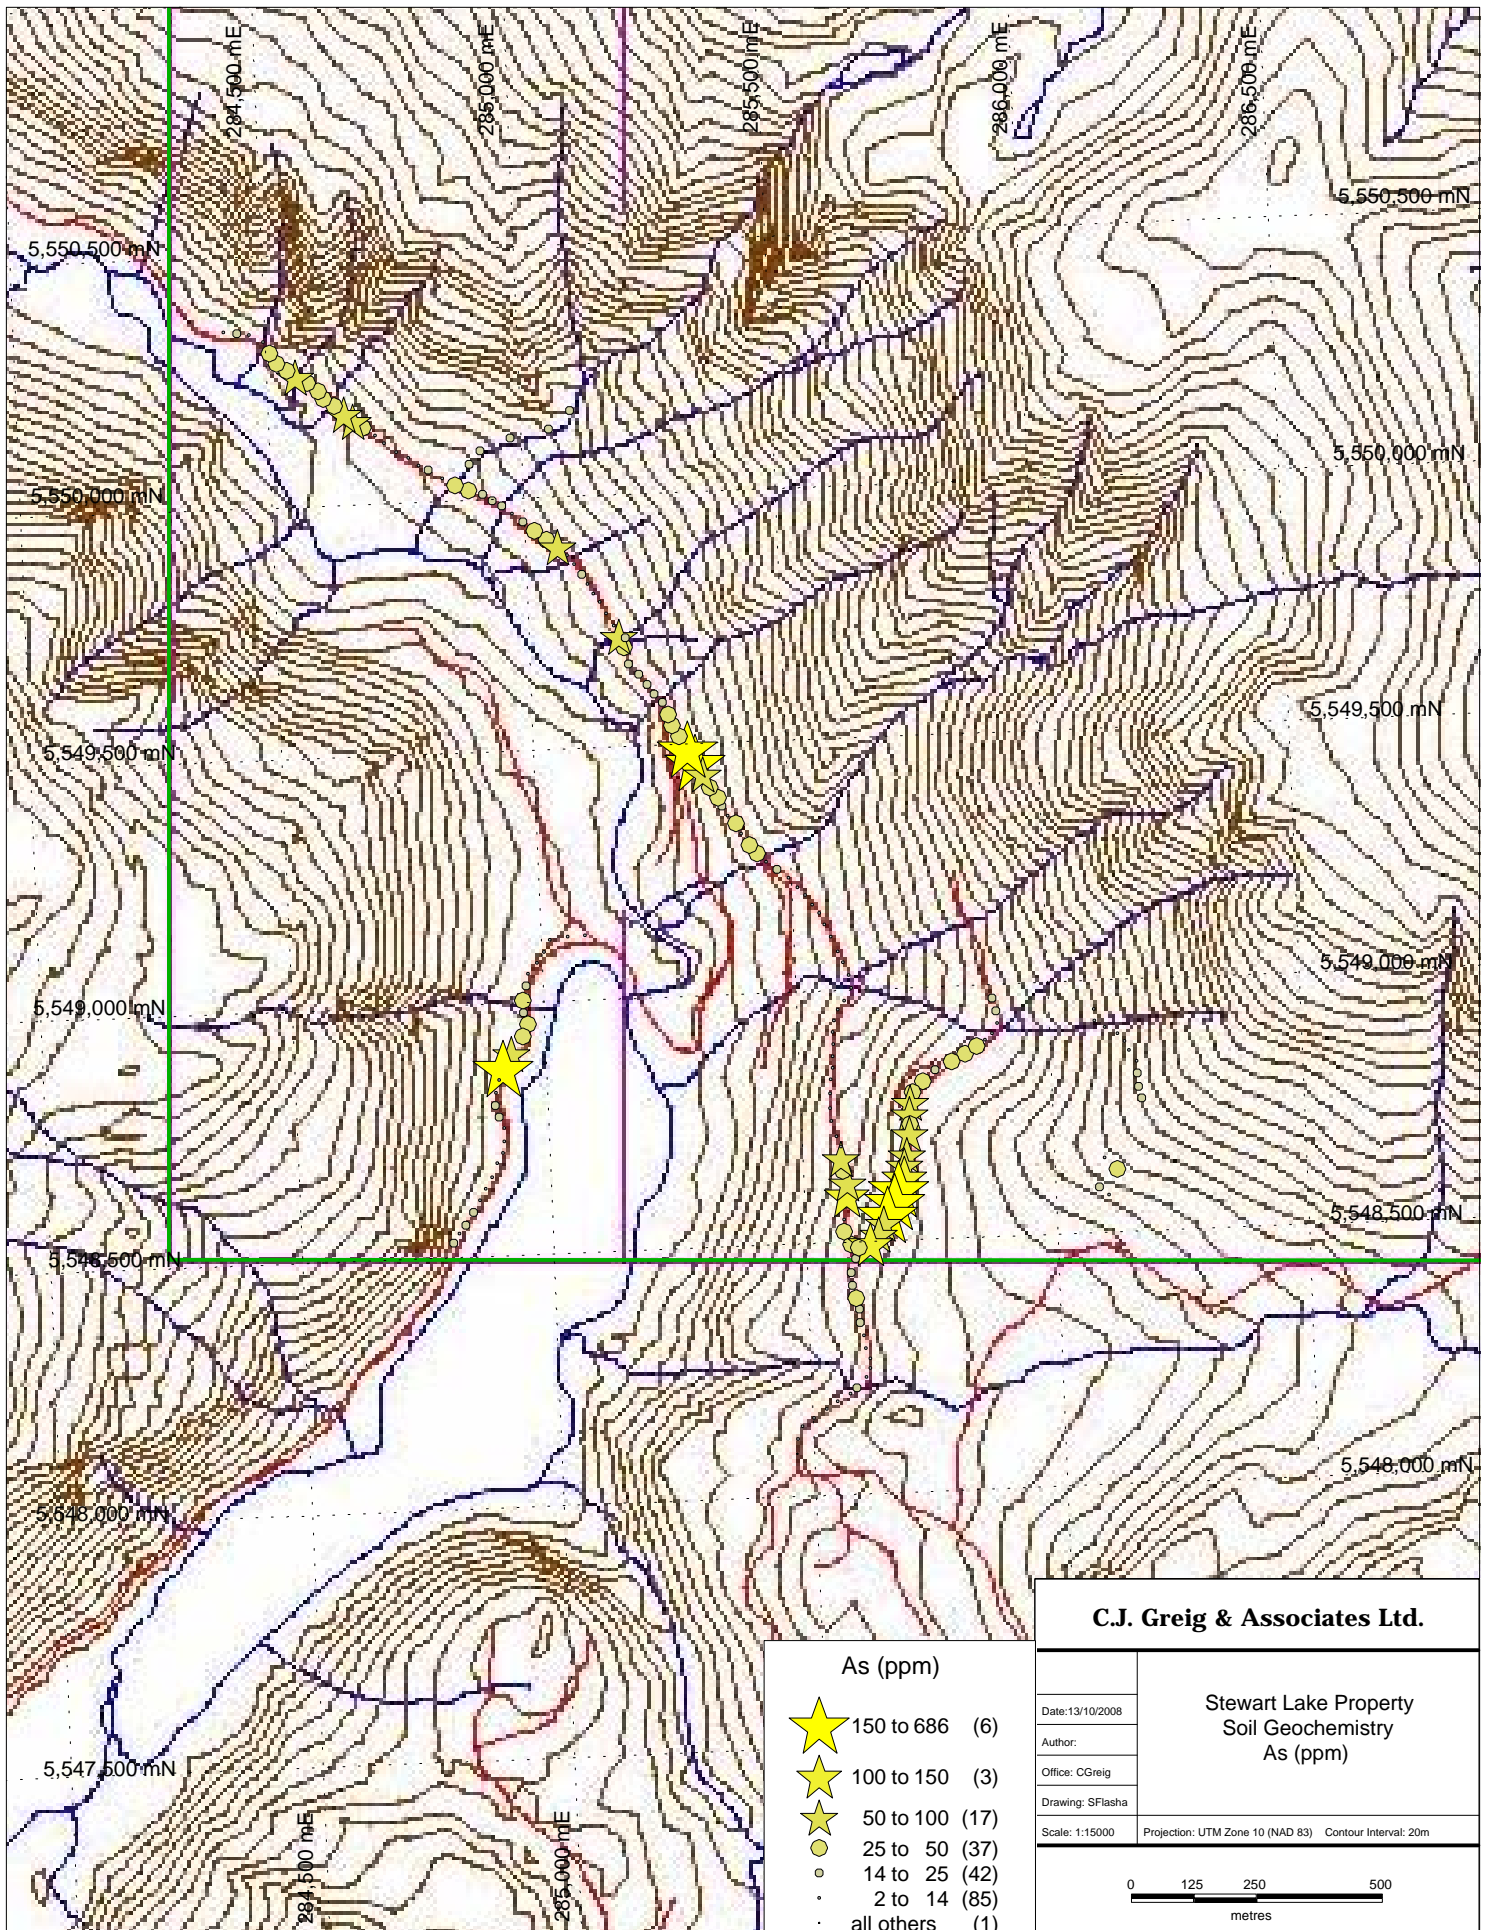 284,500 mE
285,000 mE
285,500 mE
286,000 mE
286,500 mE
5,550,500 mN
5,550,500 mN
5,550,000 mN
5,550,000 mN
5,549,500 mN
5,549,500 mN
5,549,000 mN
5,549,000 mN
5,548,500 mN
5,548,500 mN
5,548,000 mN
5,548,000 mN
5,547,500 mN
284,500 mE
285,000 mE
As (ppm)
150 to 686 (6)
100 to 150 (3)
50 to 100 (17)
25 to 50 (37)
14 to 25 (42)
2 to 14 (85)
all others (1)
C.J. Greig & Associates Ltd.
Date:13/10/2008
Author:
Office: CGreig
Drawing: SFlasha
Stewart Lake Property
Soil Geochemistry
As (ppm)
Scale: 1:15000 Projection: UTM Zone 10 (NAD 83) Contour Interval: 20m
0 125 250 500
metres